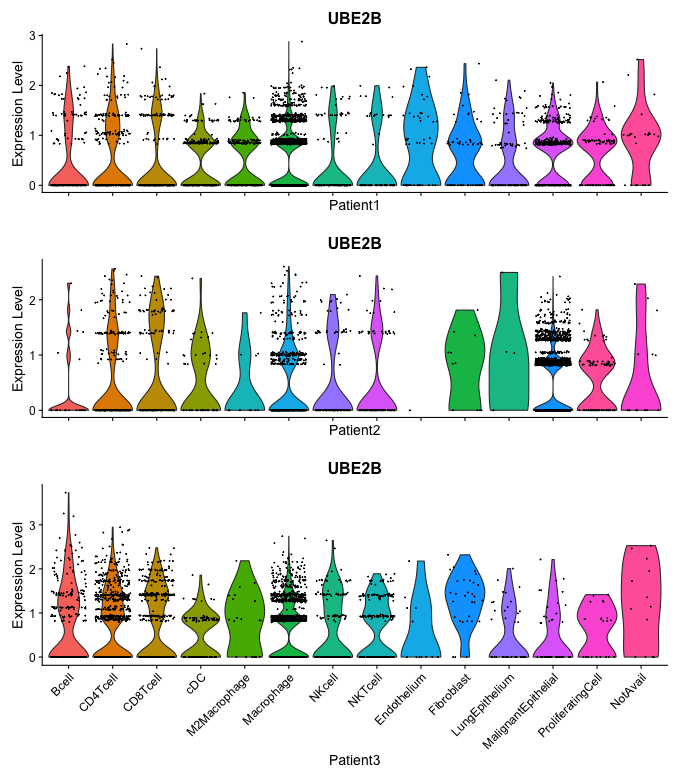 UBE2B
Expression Level
3
2
1
0
Patient1
UBE2B
Expression Level
2
1
0
Patient2
UBE2B
Expression Level
3
2
1
0
Bcell
CD4Tcell
CD8Tcell
cDC
M2Macrophage
Macrophage
NKcell
NKTcell
Endothelium
Fibroblast
LungEpithelium
MalignantEpithelial
ProliferatingCell
NotAvail
Patient3